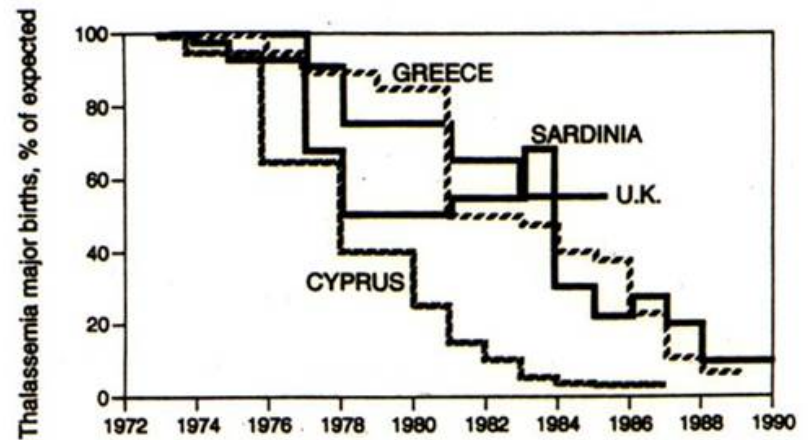 Thalassemia major births, % of expected
100
80
60
40
20
0
GREECE
SARDINIA
U.K.
CYPRUS
1972 1974 1976 1978 1980 1982 1984 1986 1988 1990